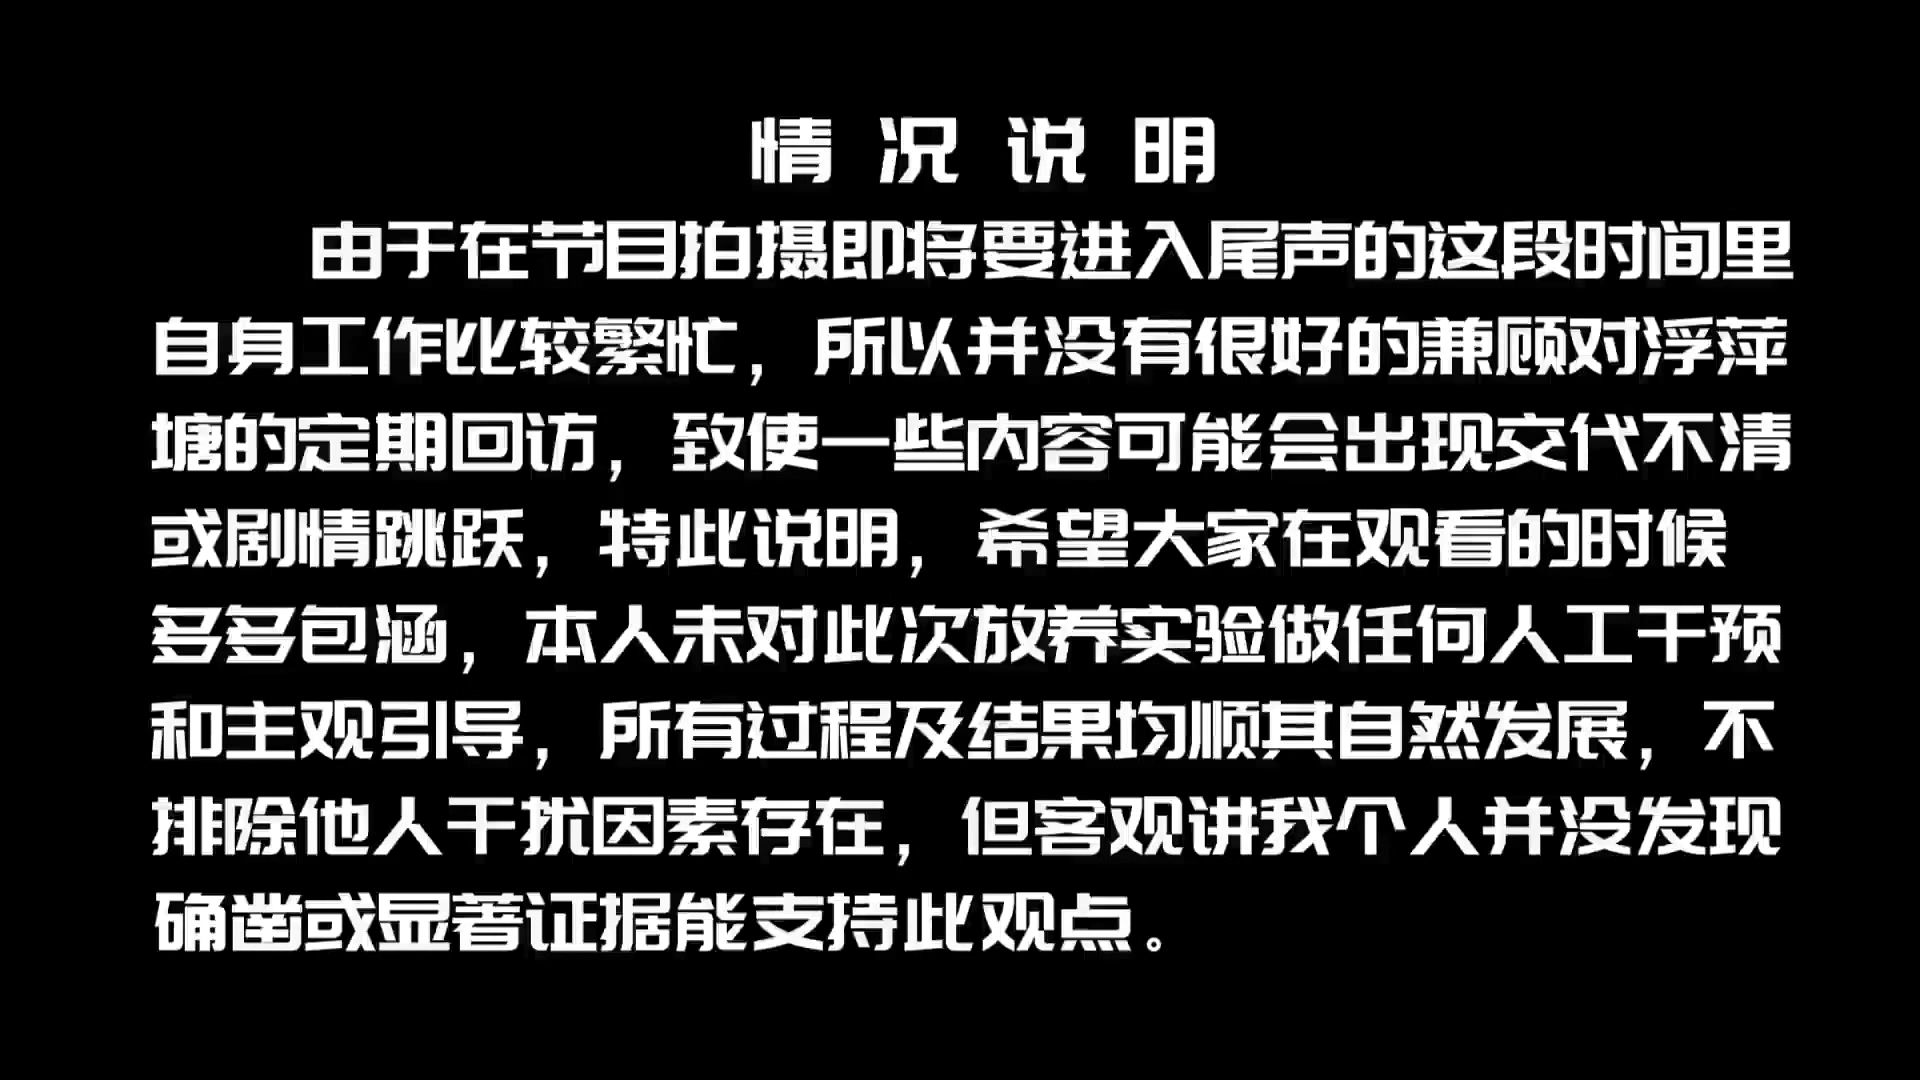 情况说明
由于在节目拍摄即将要进入尾声的这段时间里
自身工作比较繁忙，所以并没有很好的兼顾对浮萍
塘的定期回访，致使一些内容可能会出现交代不清
或剧情跳跃，特此说明，希望大家在观看的时候
多多包涵，本人未对此次放养实验做任何人工干预
和主观引导，所有过程及结果均顺其自然发展，不
排除他人干扰因素存在，但客观讲我个人并没发现
确凿或显著证据能支持此观点。